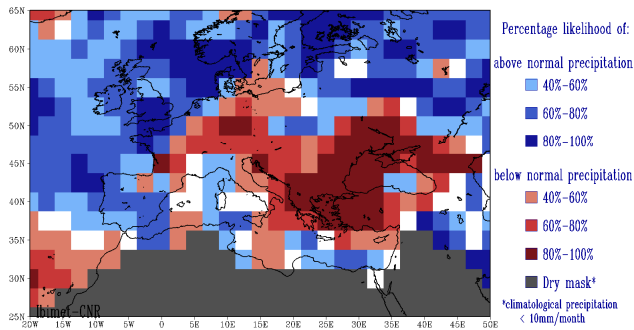 65N
60N
55N
50N
45N
40N
35N
30N
25N
20W 15W 10W 5W 0 5E 10E 15E 20E 25E 30E 35E 40E 45E 50E
Ibimet-CNR
Percentage likelihood of:
above normal precipitation
40%-60%
60%-80%
80%-100%
below normal precipitation
40%-60%
60%-80%
80%-100%
Dry mask*
*climatological precipitation
< 10mm/month